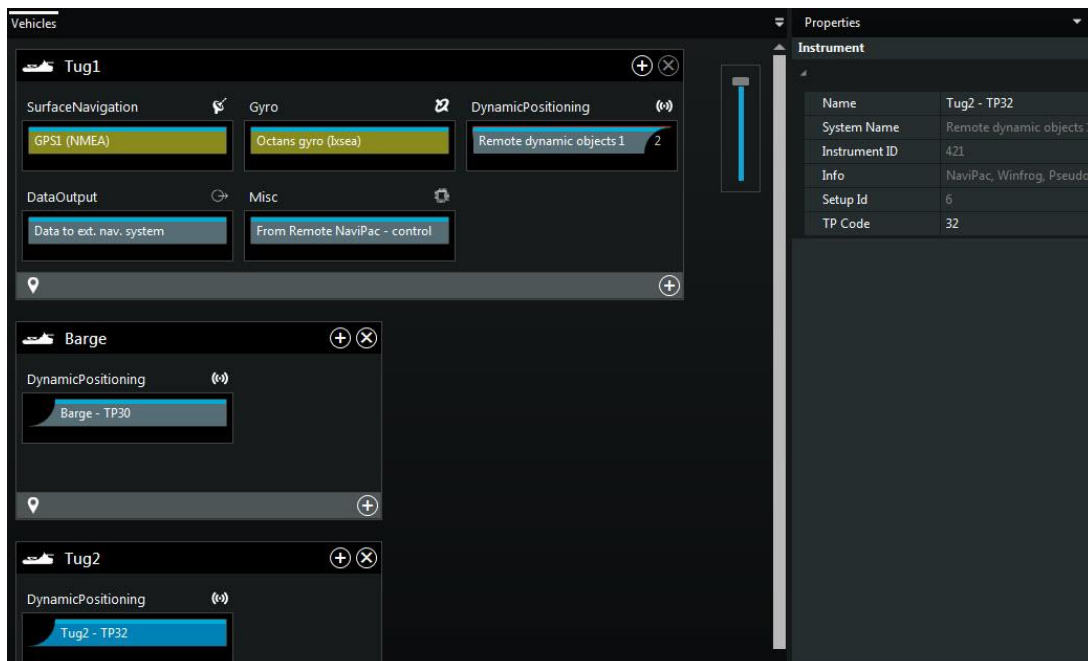 Vehicles
Tug1
SurfaceNavigation Gyro DynamicPositioning
GPS1 (NMEA) Octans gyro (Ixsea) Remote dynamic objects 1 2
DataOutput Misc
Data to ext. nav. system From Remote NaviPac - control
Barge
DynamicPositioning
Barge - TP30
Tug2
DynamicPositioning
Tug2 - TP32
Properties
Instrument
Name Tug2 - TP32
System Name Remote dynamic objects
Instrument ID 421
Info NaviPac, Winfrog, Pseudo
Setup Id 6
TP Code 32